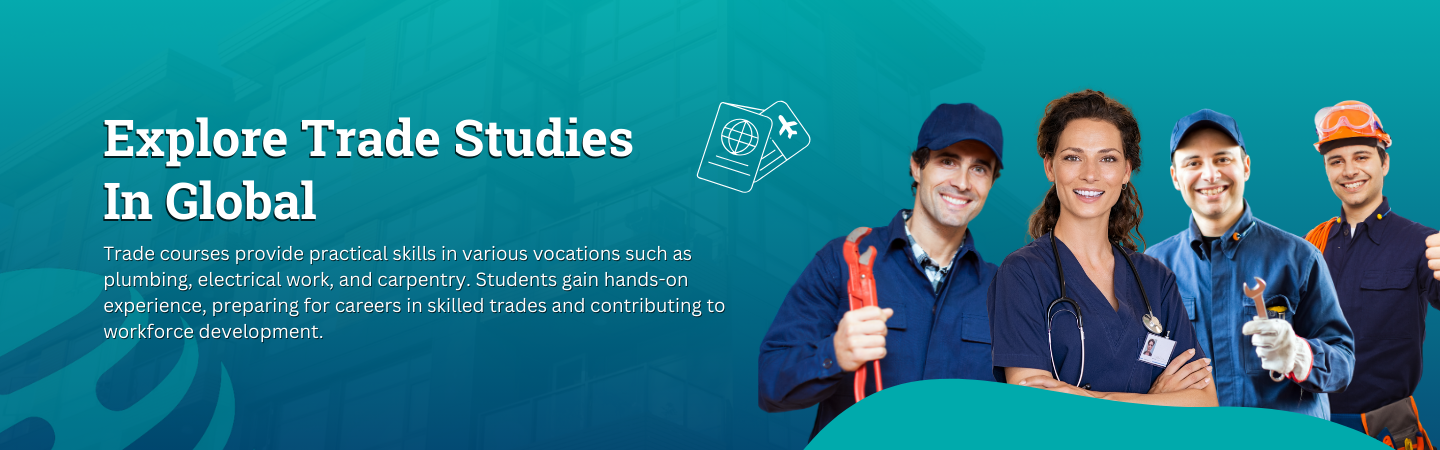 Explore Trade Studies
In Global
Trade courses provide practical skills in various vocations such as
plumbing, electrical work, and carpentry. Students gain hands-on
experience, preparing for careers in skilled trades and contributing to
workforce development.